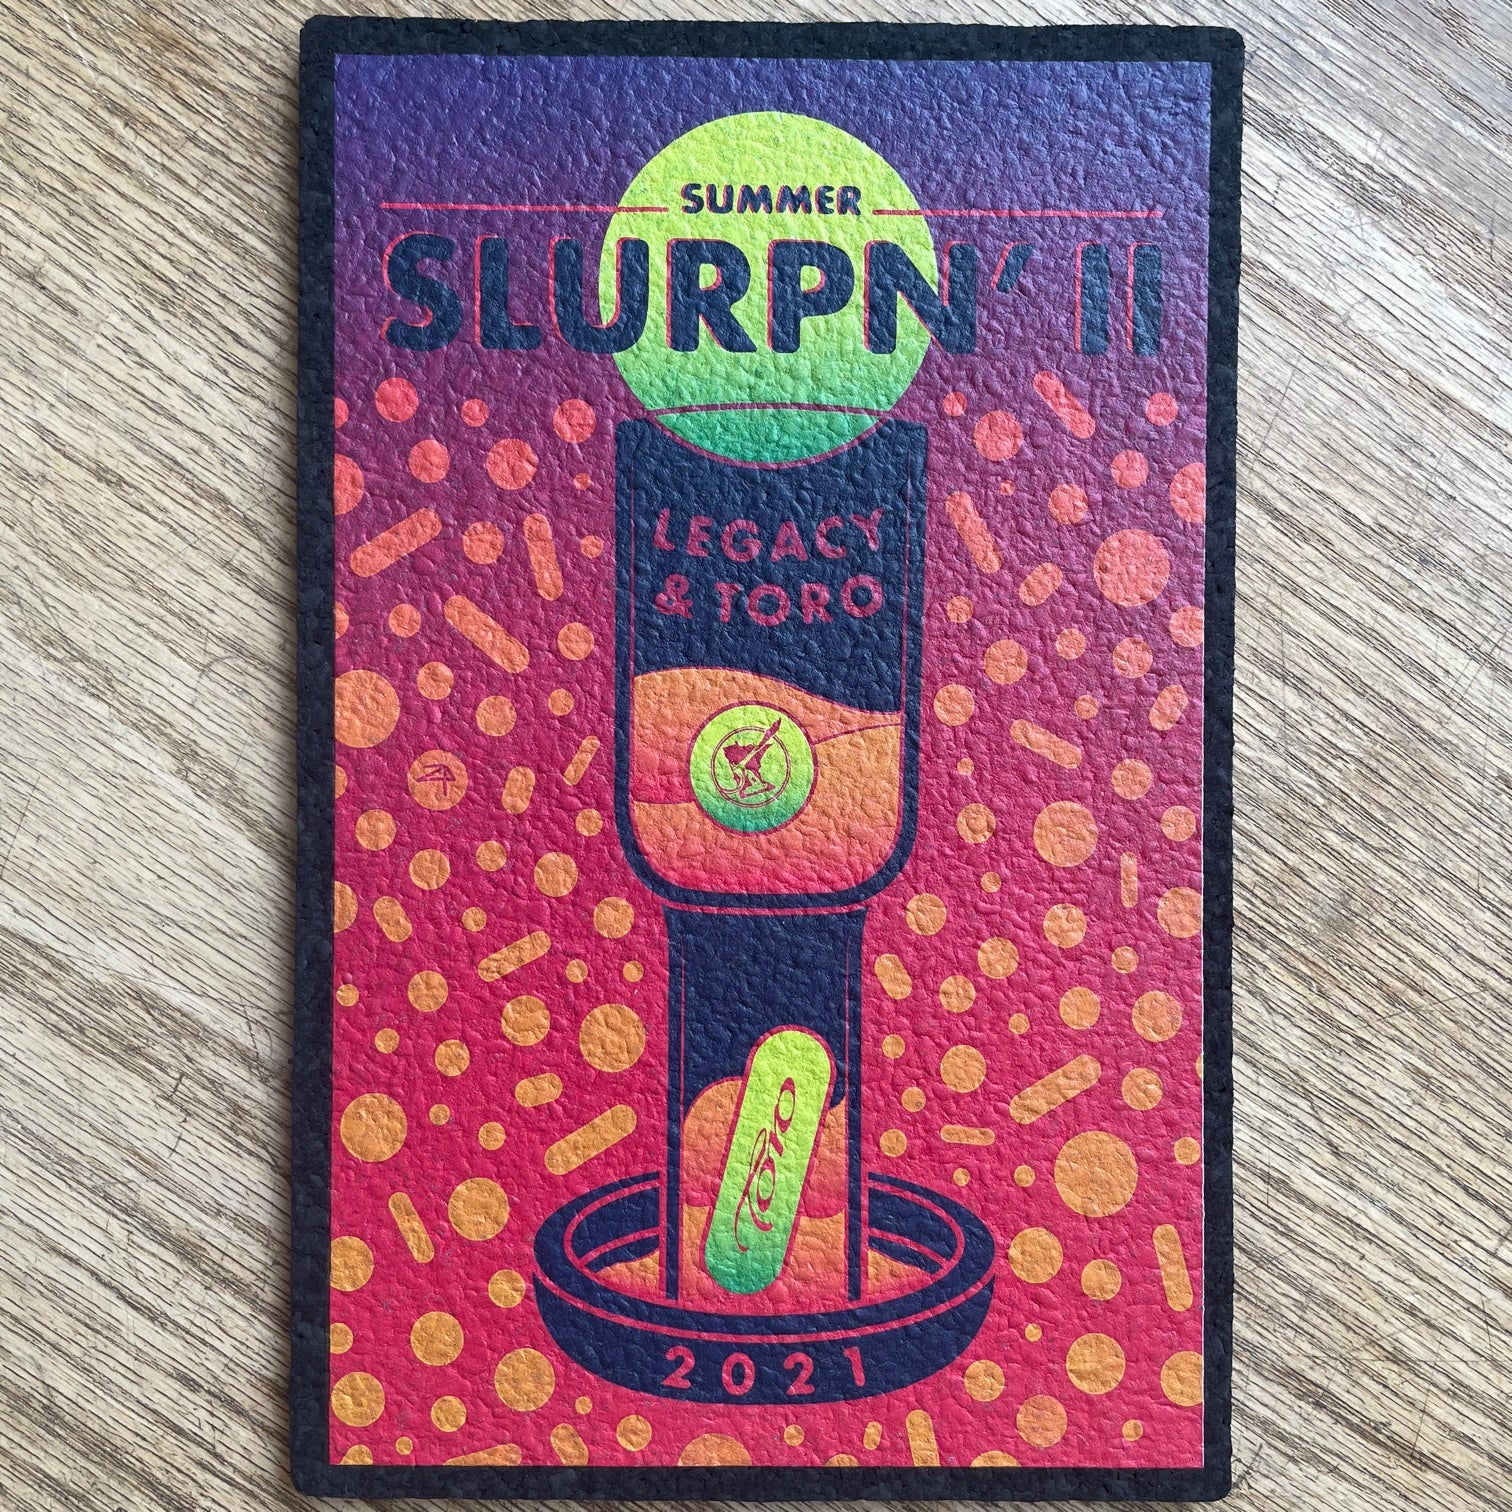 SUMMER
SLURPN' II
LEGACY
& TORO
Toro
2021